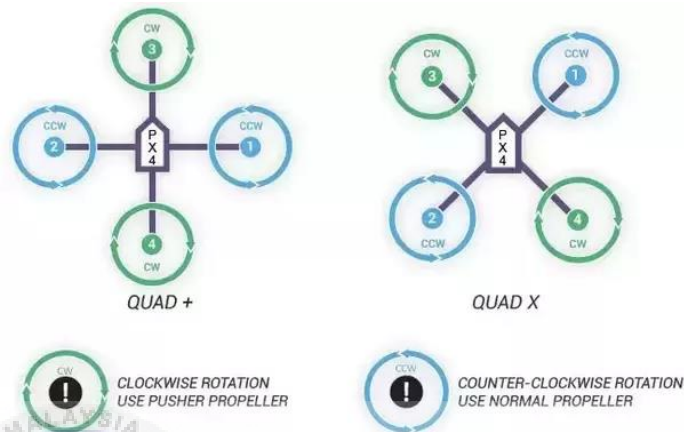 CW
3
CCW
2
P
X
4
CCW
1
4
CW
QUAD +
CW
3
CCW
1
P
X
4
2
CCW
4
CW
QUAD X
CW
!
CLOCKWISE ROTATION
USE PUSHER PROPELLER
CCW
!
COUNTER-CLOCKWISE ROTATION
USE NORMAL PROPELLER
MALAYSIA